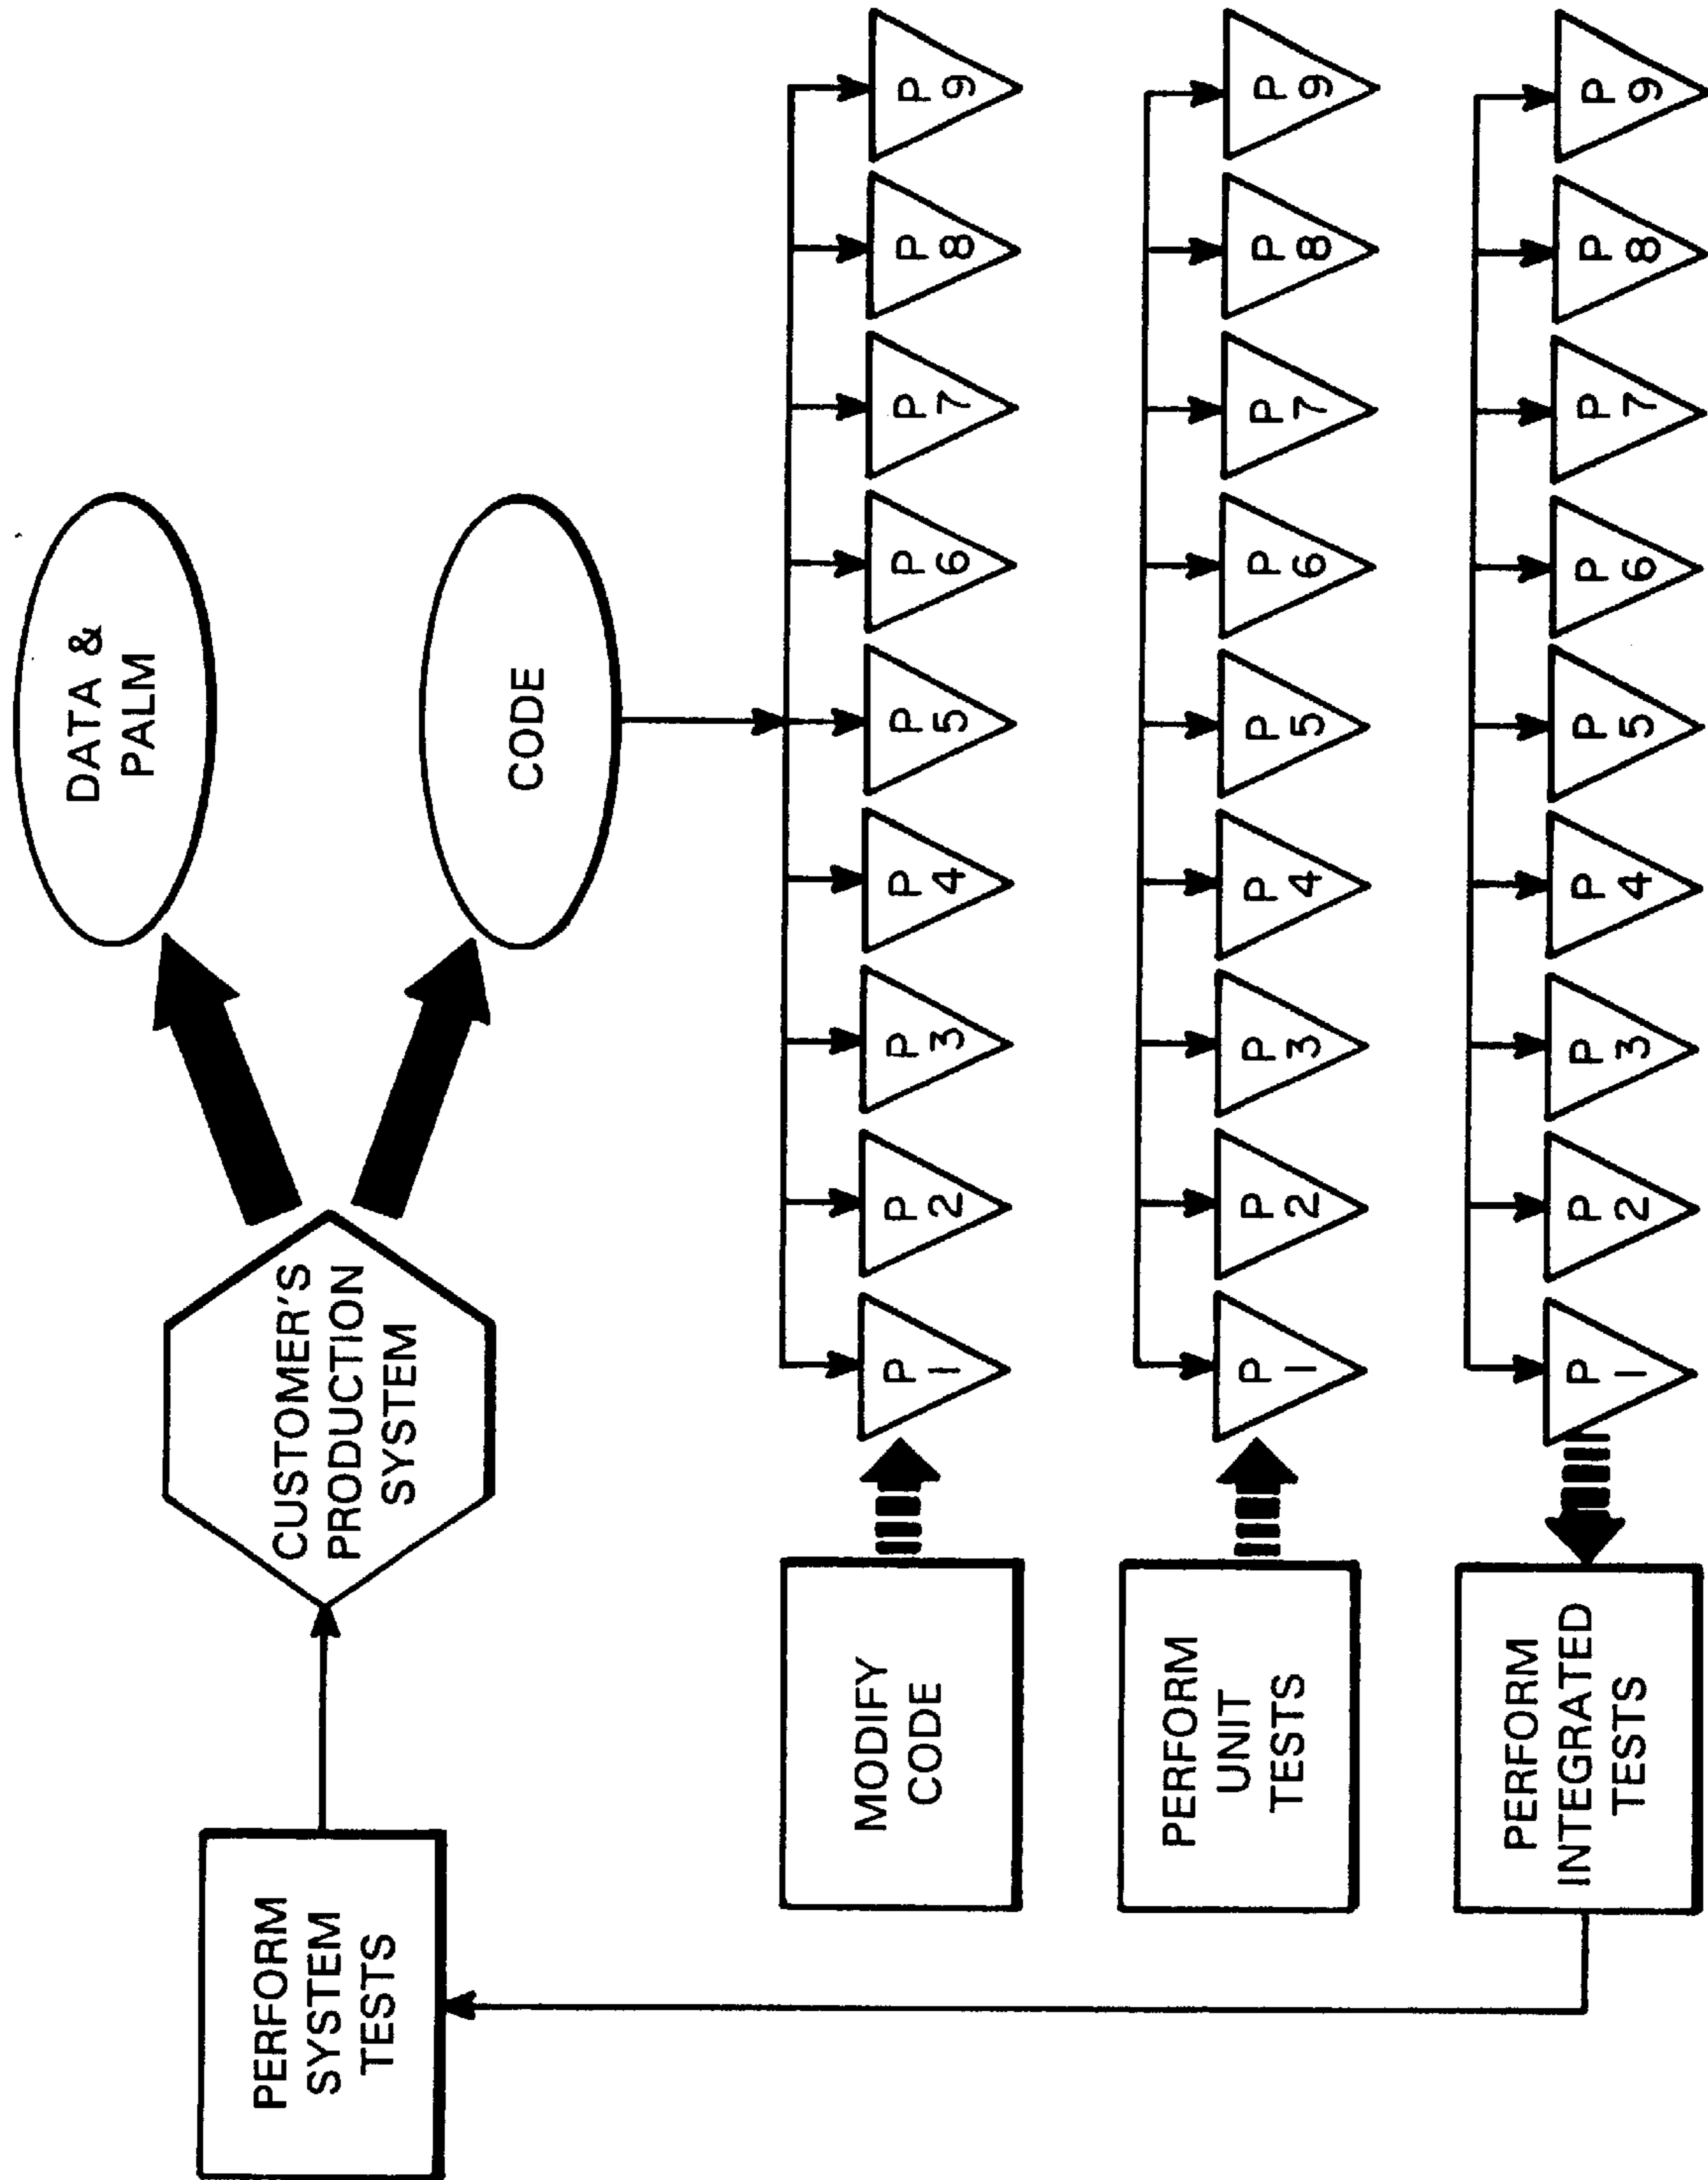 DATA &
PALM
CODE
CUSTOMER'S
PRODUCTION
SYSTEM
PERFORM
SYSTEM
TESTS
MODIFY
CODE
P
1
P
2
P
3
P
4
P
5
P
6
P
7
P
8
P
9
PERFORM
UNIT
TESTS
P
1
P
2
P
3
P
4
P
5
P
6
P
7
P
8
P
9
PERFORM
INTEGRATED
TESTS
P
1
P
2
P
3
P
4
P
5
P
6
P
7
P
8
P
9